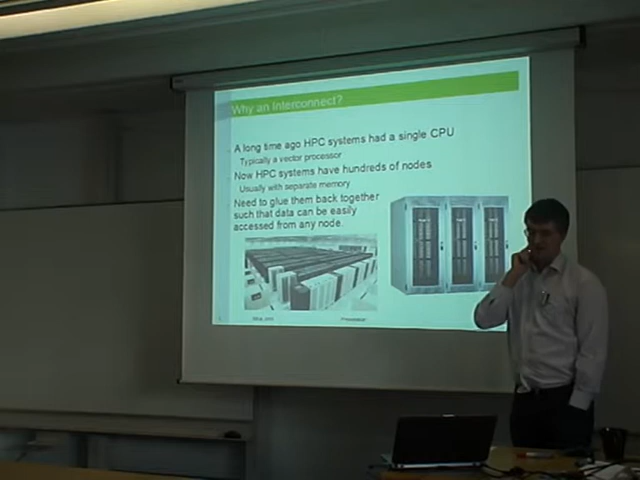 Why an Interconnect?
A long time ago HPC systems had a single CPU
Typically a vector processor
Now HPC systems have hundreds of nodes
Usually with separate memory
Need to glue them back together
such that data can be easily
accessed from any node.